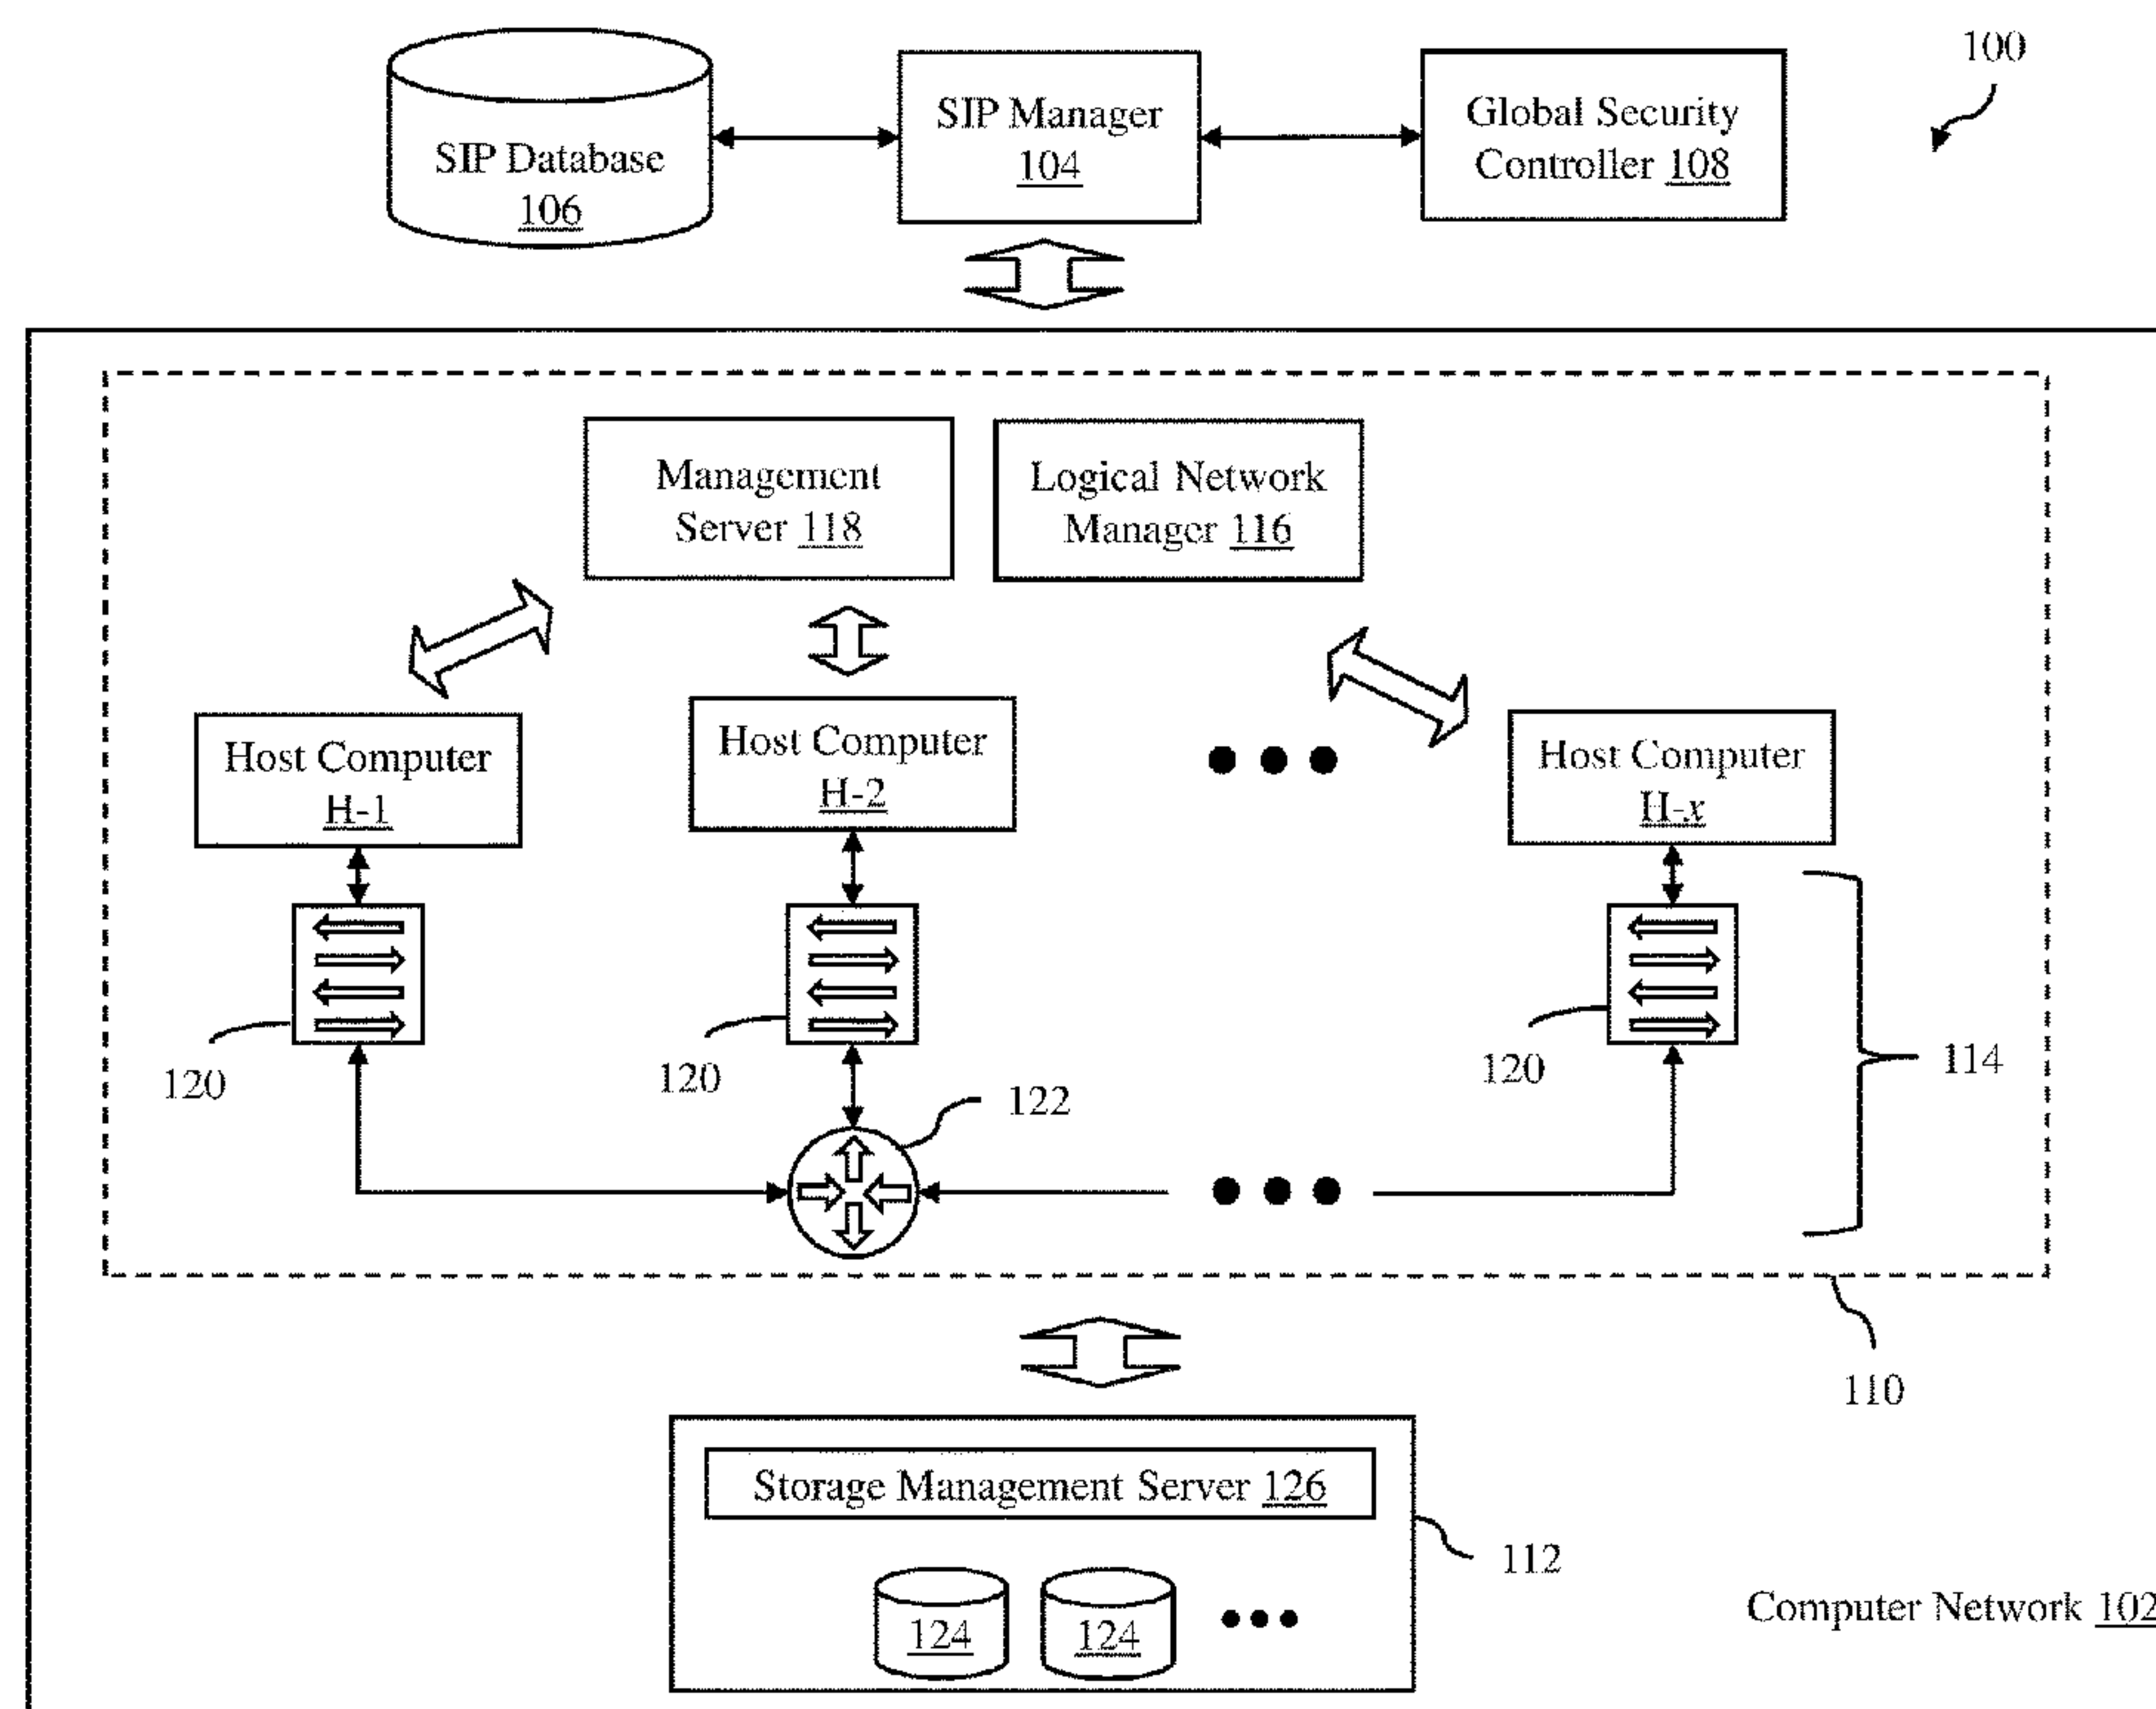 100
SIP Database
106
SIP Manager
104
Global Security
Controller 108
Management
Server 118
Logical Network
Manager 116
Host Computer
H-1
Host Computer
H-2
Host Computer
H-x
120
120
120
122
114
110
Storage Management Server 126
112
124
124
Computer Network 102